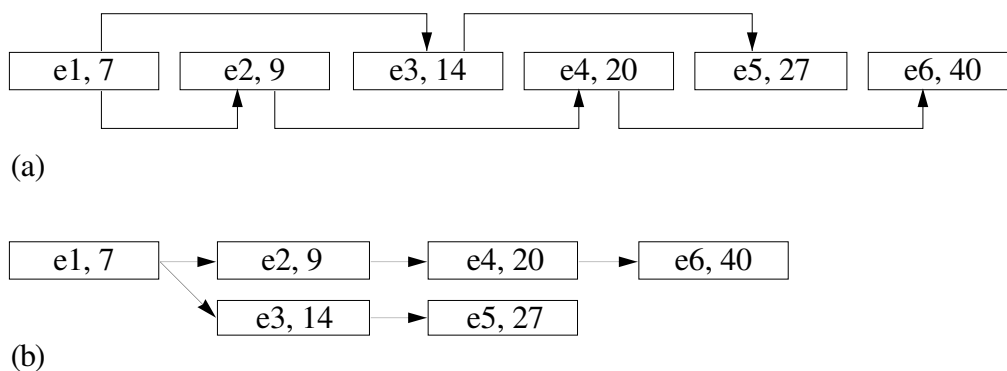 e1, 7 e2, 9 e3, 14 e4, 20 e5, 27 e6, 40
(a)
e1, 7 e2, 9 e4, 20 e6, 40
e3, 14 e5, 27
(b)